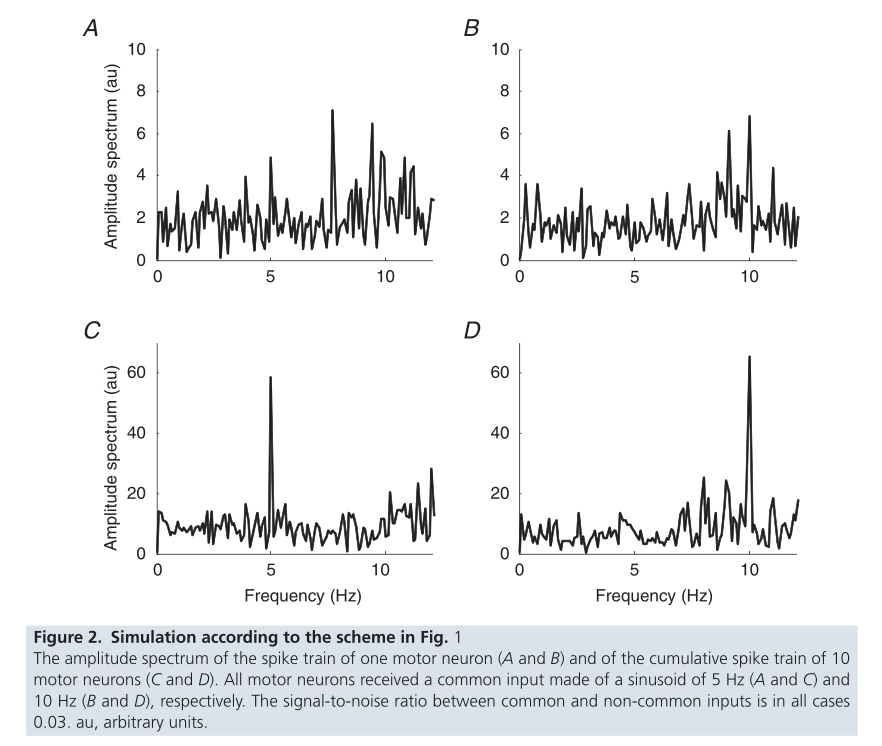 A
B
10
8
6
4
2
0
Amplitude spectrum (au)
0
5
10
10
8
6
4
2
0
0
5
10
C
D
60
40
20
0
Amplitude spectrum (au)
0
5
10
Frequency (Hz)
60
40
20
0
0
5
10
Frequency (Hz)
Figure 2. Simulation according to the scheme in Fig. 1
The amplitude spectrum of the spike train of one motor neuron (A and B) and of the cumulative spike train of 10
motor neurons (C and D). All motor neurons received a common input made of a sinusoid of 5 Hz (A and C) and
10 Hz (B and D), respectively. The signal-to-noise ratio between common and non-common inputs is in all cases
0.03. au, arbitrary units.